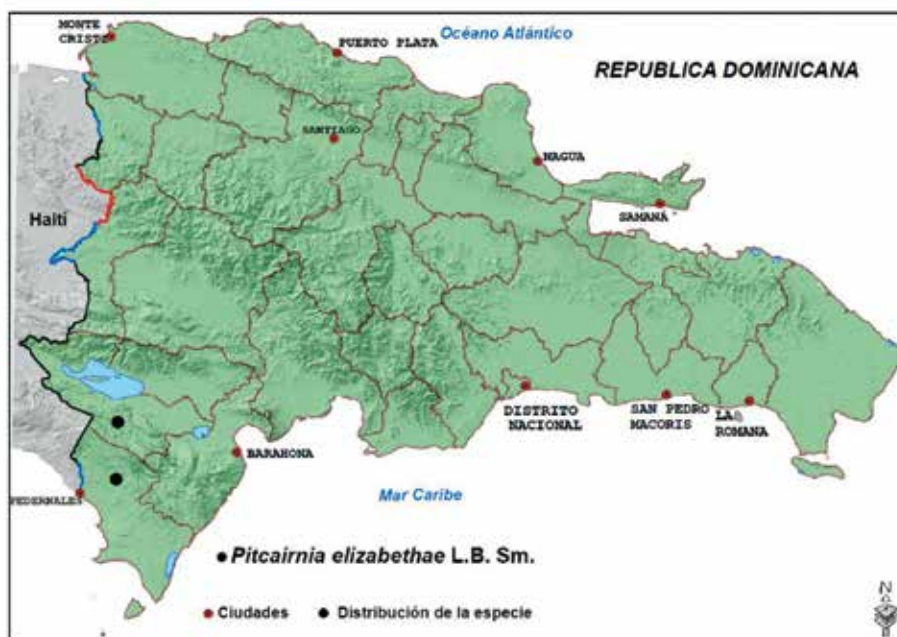 MONTE
CRISTI
PUERTO PLATA
Océano Atlántico
REPUBLICA DOMINICANA
SANTIAGO
NAGUA
SAMANÁ
Haití
DISTRITO
NACIONAL
SAN PEDRO
MACORIS
LA
ROMANA
BARAHONA
PEDERNALES
Mar Caribe
Pitcairnia elizabethae L.B. Sm.
Ciudades
Distribución de la especie
N